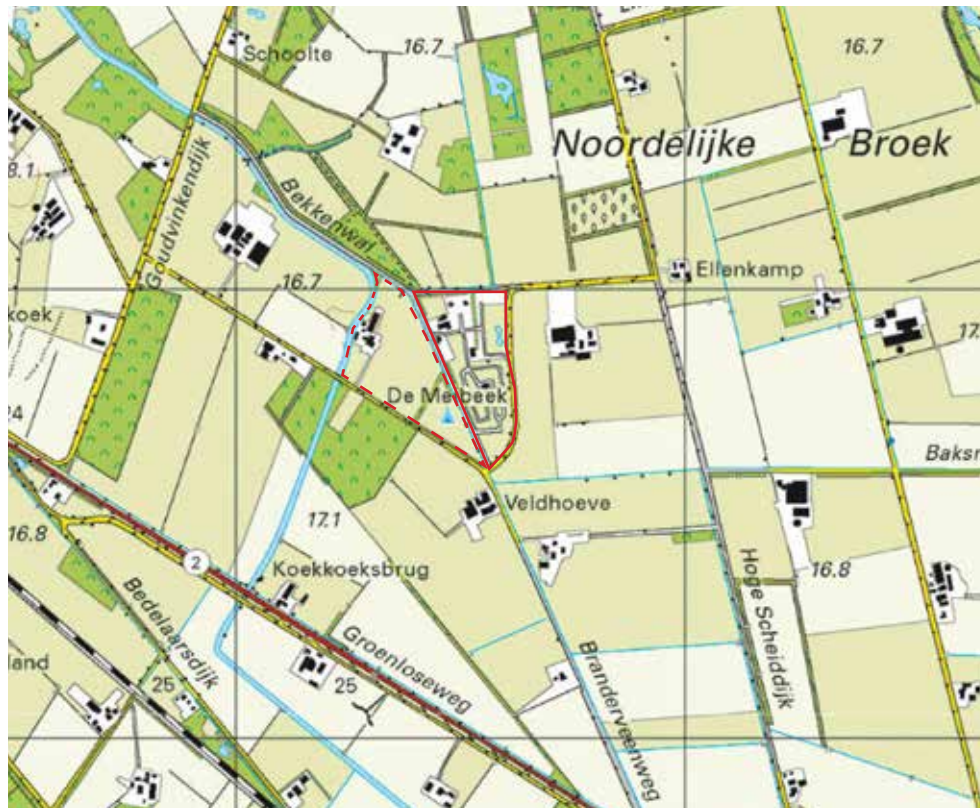 Schoolte
16.7
16.7
Noordelijke Broek
8.1
Goudvinkendijk
Bekkenwal
16.7
Ellenkamp
koek
17.
De Meibeek
24
Baksr
Veldhoeve
17.1
16.8
2
Koekkoeksbrug
16.8
Bedelaarsdijk
Groenloseweg
Hoge Scheiddijk
land
25
25
Branderveenweg